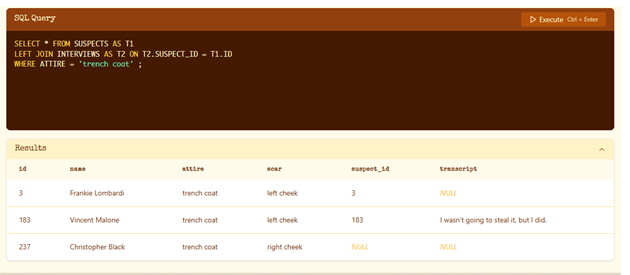 SQL Query
Execute Ctrl + Enter
SELECT * FROM SUSPECTS AS T1
LEFT JOIN INTERVIEWS AS T2 ON T2.SUSPECT_ID = T1.ID
WHERE ATTIRE = 'trench coat' ;
Results
id name attire scar suspect_id transcript
3 Frankie Lombardi trench coat left cheek 3 NULL
183 Vincent Malone trench coat left cheek 183 I wasn't going to steal it, but I did.
237 Christopher Black trench coat right cheek NULL NULL